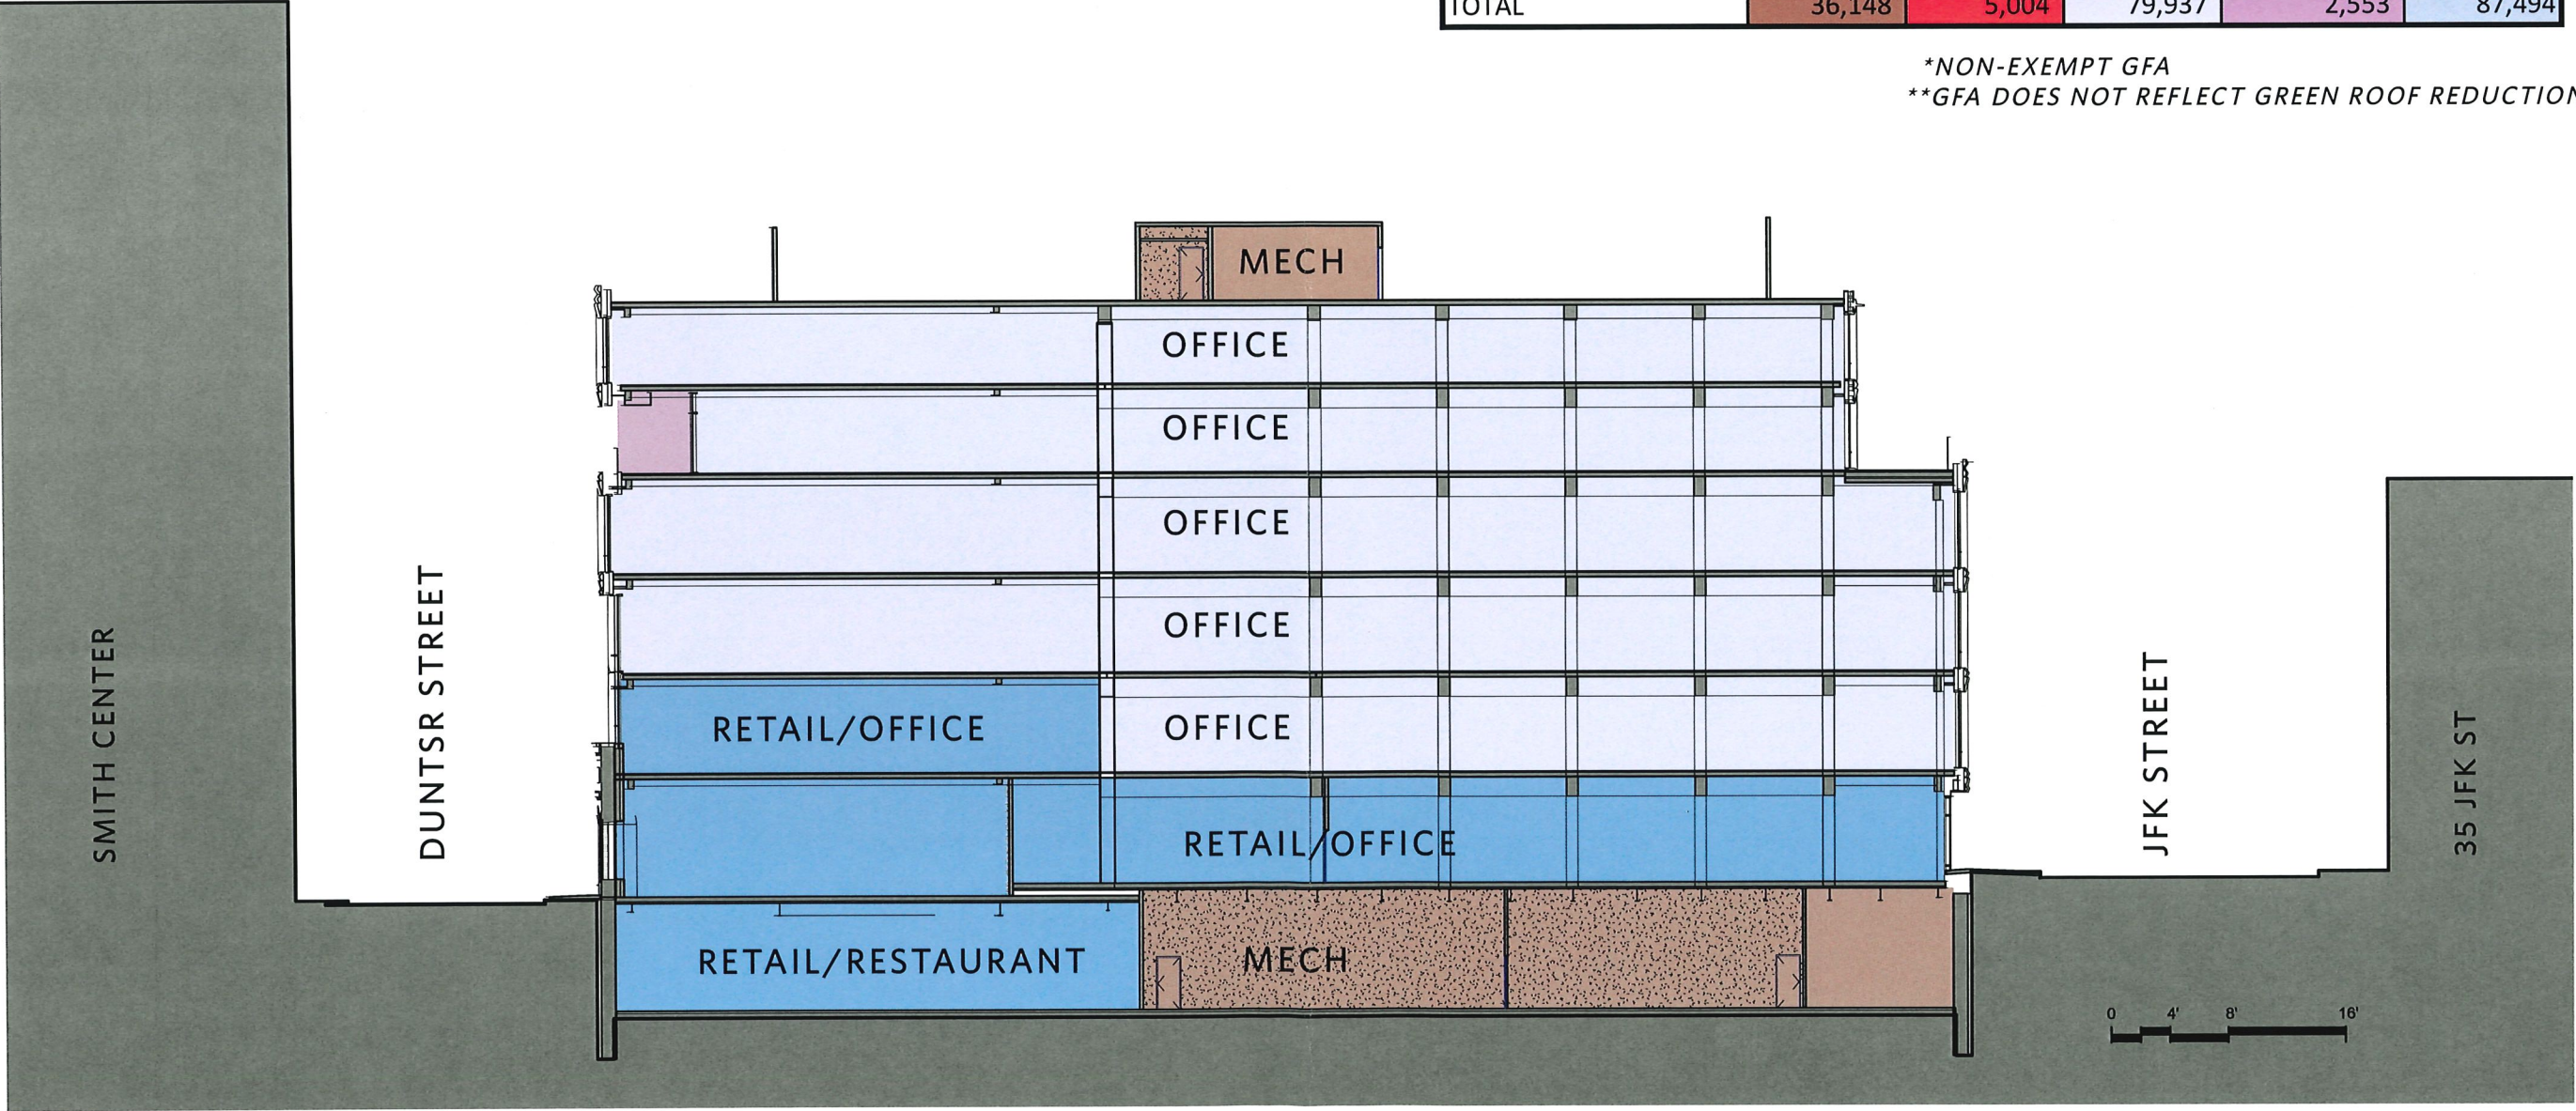 TOTAL 36,148 5,004 79,937 2,553 87,494
*NON-EXEMPT GFA
**GFA DOES NOT REFLECT GREEN ROOF REDUCTION
MECH
OFFICE
OFFICE
OFFICE
OFFICE
RETAIL/OFFICE OFFICE
RETAIL/OFFICE
RETAIL/RESTAURANT MECH
SMITH CENTER
DUNTSR STREET
JFK STREET
35 JFK ST
0 4' 8' 16'